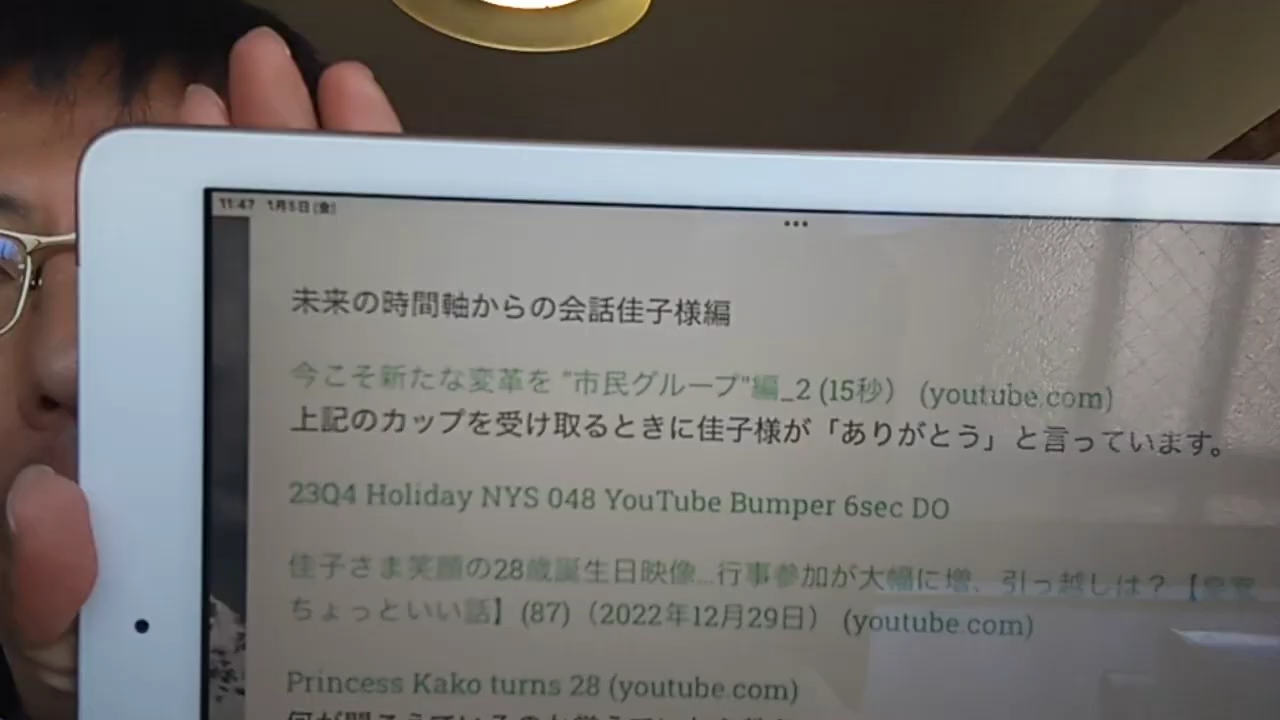 11:47 1月5日(金)
未来の時間軸からの会話佳子様編
今こそ新たな変革を "市民グループ"編_2 (15秒） (youtube.com)
上記のカップを受け取るときに佳子様が「ありがとう」と言っています。
23Q4 Holiday NYS 048 YouTube Bumper 6sec DO
佳子さま笑顔の28歳誕生日映像...行事参加が大幅に増、引っ越しは？【皇室
ちょっといい話】(87)（2022年12月29日） (youtube.com)
Princess Kako turns 28 (youtube.com)